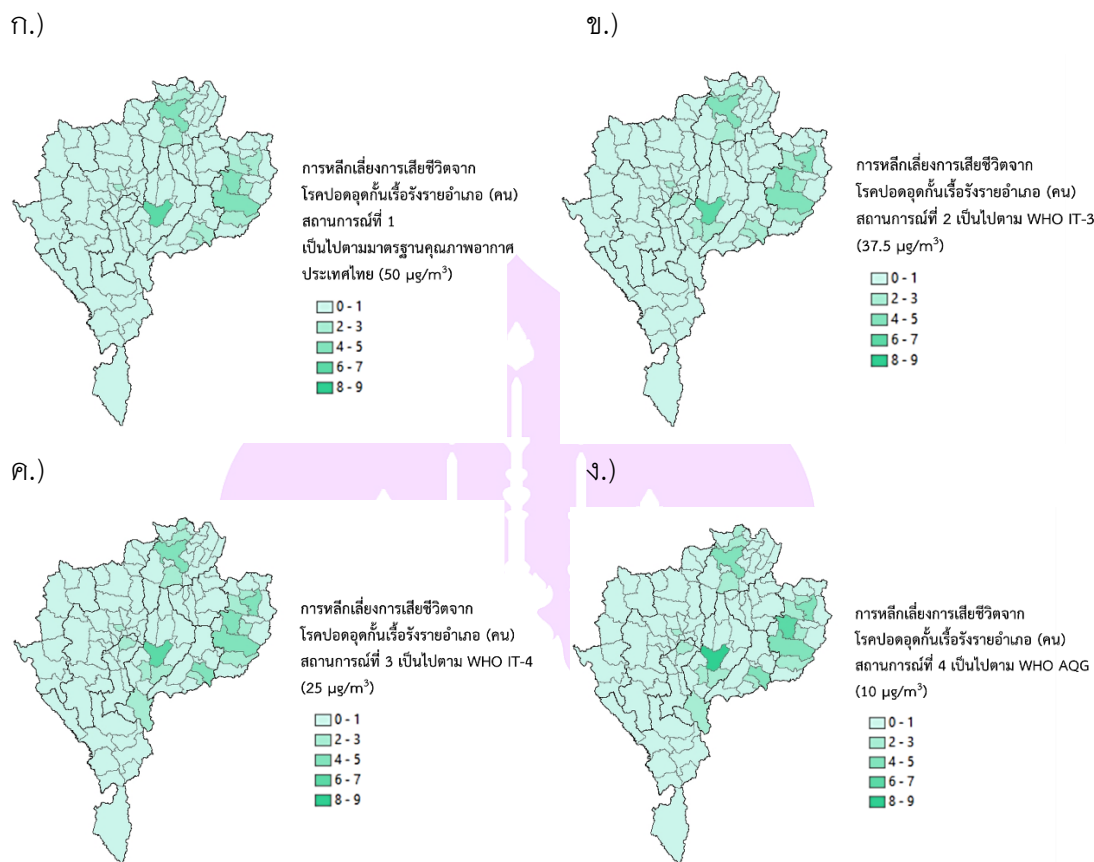 ก.)
การหลีกเลี่ยงการเสียชีวิตจาก
โรคปอดอุดกั้นเรื้อรังรายอำเภอ (คน)
สถานการณ์ที่ 1
เป็นไปตามมาตรฐานคุณภาพอากาศ
ประเทศไทย (50 µg/m³)
0 - 1
2 - 3
4 - 5
6 - 7
8 - 9
ข.)
การหลีกเลี่ยงการเสียชีวิตจาก
โรคปอดอุดกั้นเรื้อรังรายอำเภอ (คน)
สถานการณ์ที่ 2 เป็นไปตาม WHO IT-3
(37.5 µg/m³)
0 - 1
2 - 3
4 - 5
6 - 7
8 - 9
ค.)
การหลีกเลี่ยงการเสียชีวิตจาก
โรคปอดอุดกั้นเรื้อรังรายอำเภอ (คน)
สถานการณ์ที่ 3 เป็นไปตาม WHO IT-4
(25 µg/m³)
0 - 1
2 - 3
4 - 5
6 - 7
8 - 9
ง.)
การหลีกเลี่ยงการเสียชีวิตจาก
โรคปอดอุดกั้นเรื้อรังรายอำเภอ (คน)
สถานการณ์ที่ 4 เป็นไปตาม WHO AQG
(10 µg/m³)
0 - 1
2 - 3
4 - 5
6 - 7
8 - 9